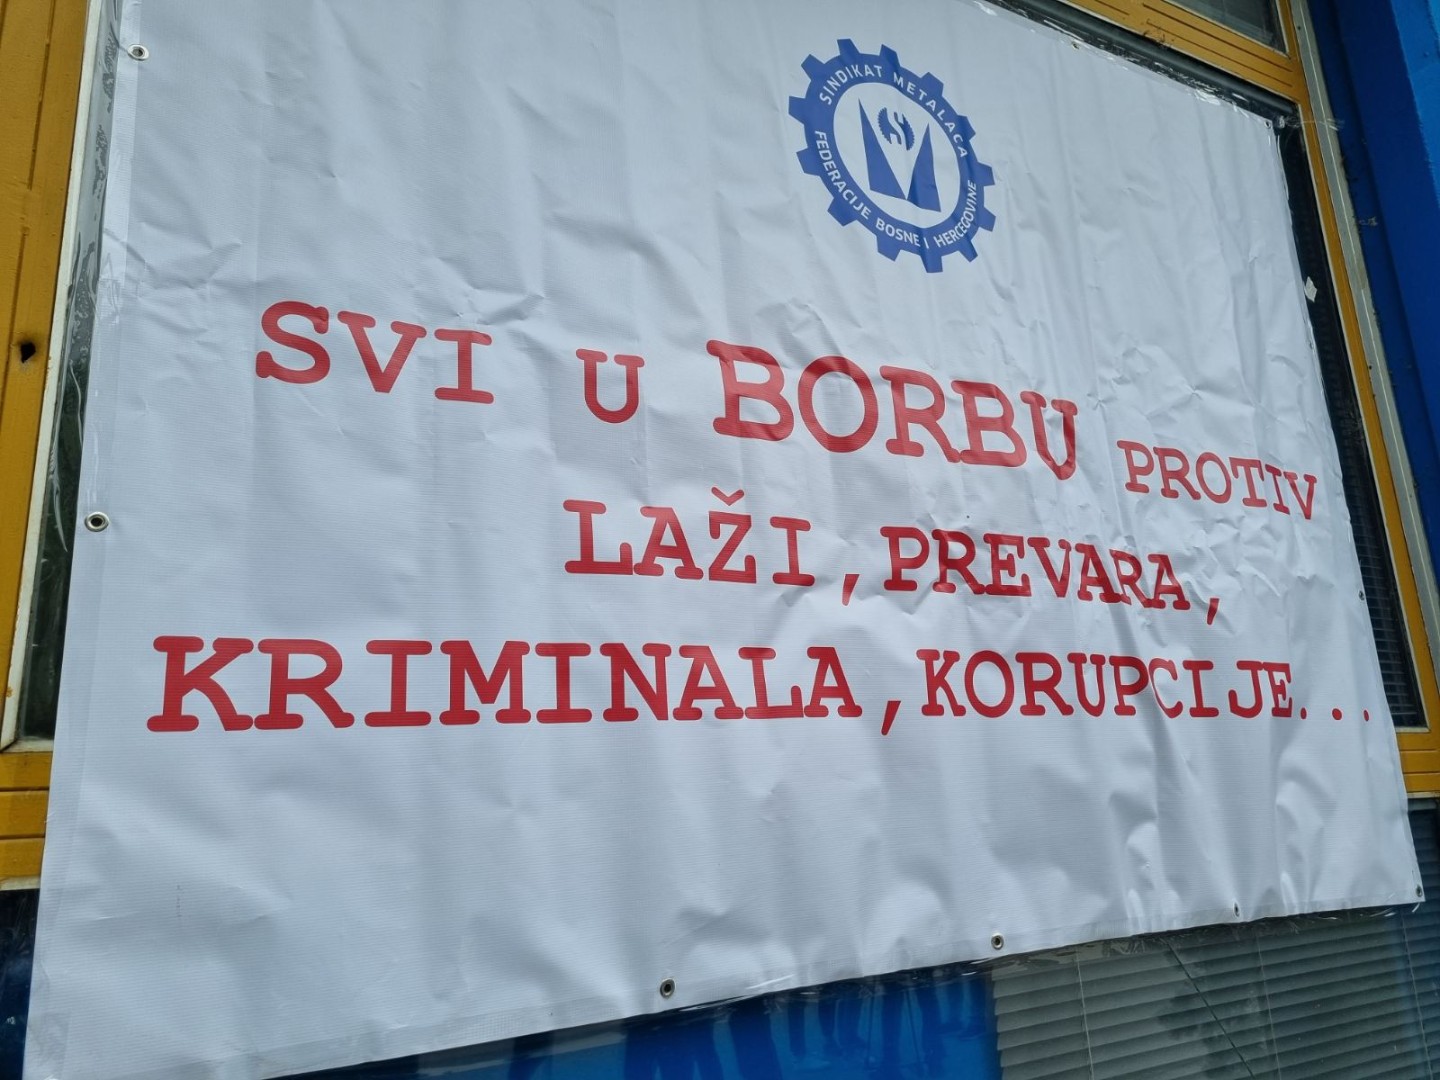 SINDIKAT METALACA
FEDERACIJE BOSNE I HERCEGOVINE
S
SVI U BORBU PROTIV
LAŽI, PREVARA,
KRIMINALA, KORUPCIJE...